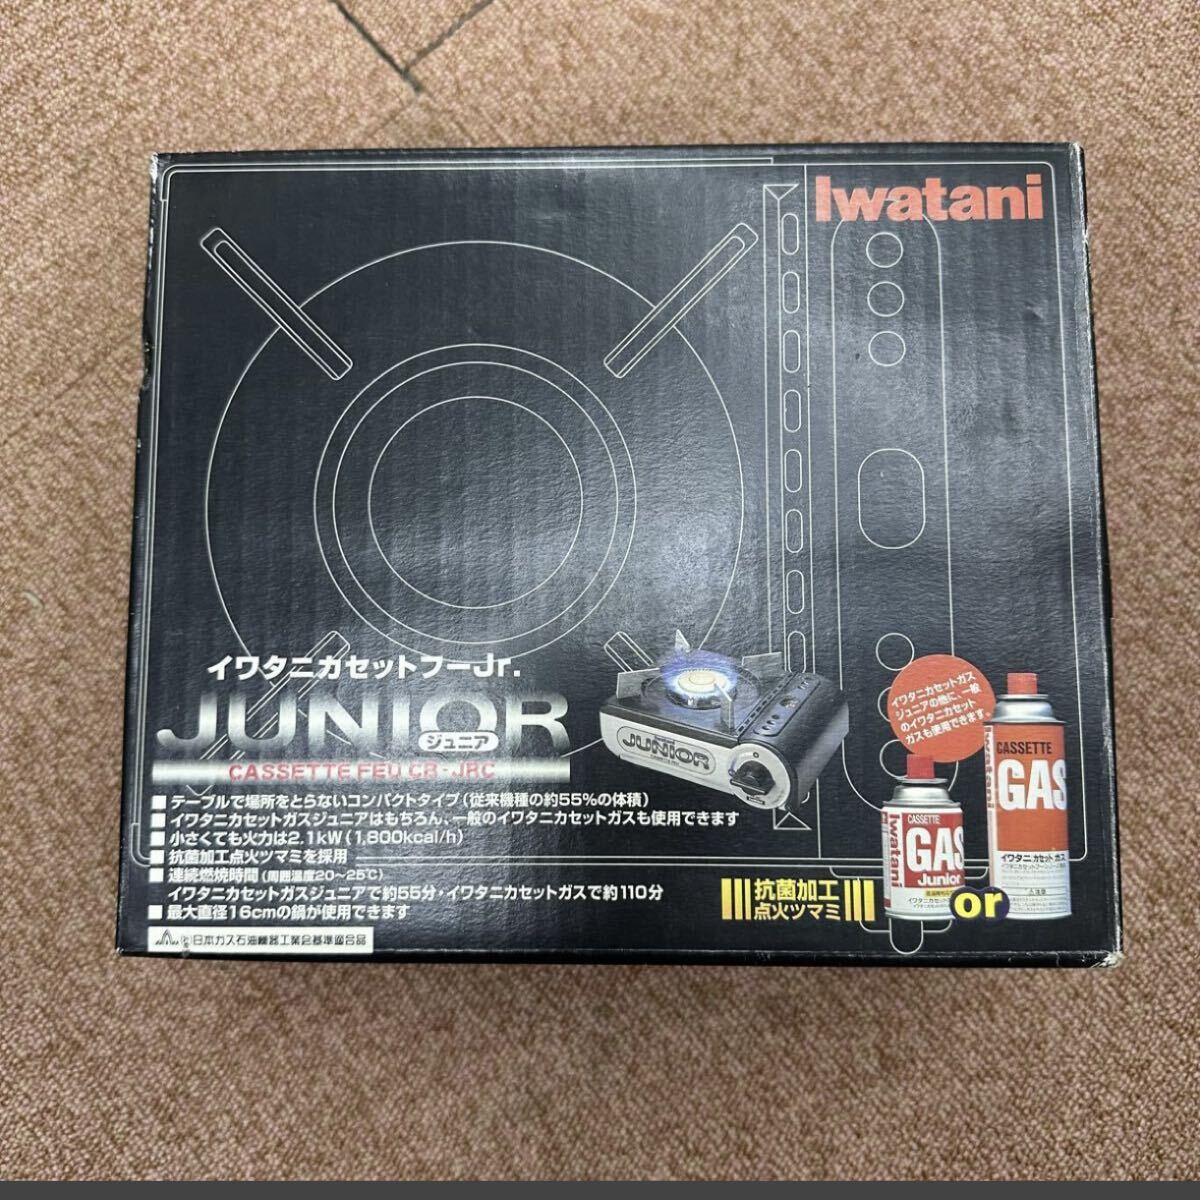 Iwatani
イワタニカセットフーJr.
JUNIOR
ジュニア
CASSETTE FEU CR-JRC
■テーブルで場所をとらないコンパクトタイプ(従来機種の約55%の体積)
■イワタニカセットガスジュニアはもちろん、一般のイワタニカセットガスも使用できます
■小さくても火力は2.1kW(1,800kcal/h)
■抗菌加工点火ツマミを採用
■連続燃焼時間(周囲温度20〜25℃)
イワタニカセットガスジュニアで約55分・イワタニカセットガスで約110分
■最大直径16cmの鍋が使用できます
日本ガス石油機器工業会基準適合品
JUNIOR
抗菌加工
点火ツマミ
イワタニカセットガス
ジュニアの他に、一般
のイワタニカセット
ガスも使用できます。
CASSETTE
GAS
Iwatani
Junior
or
CASSETTE
GAS
Iwatani
イワタニカセットガス